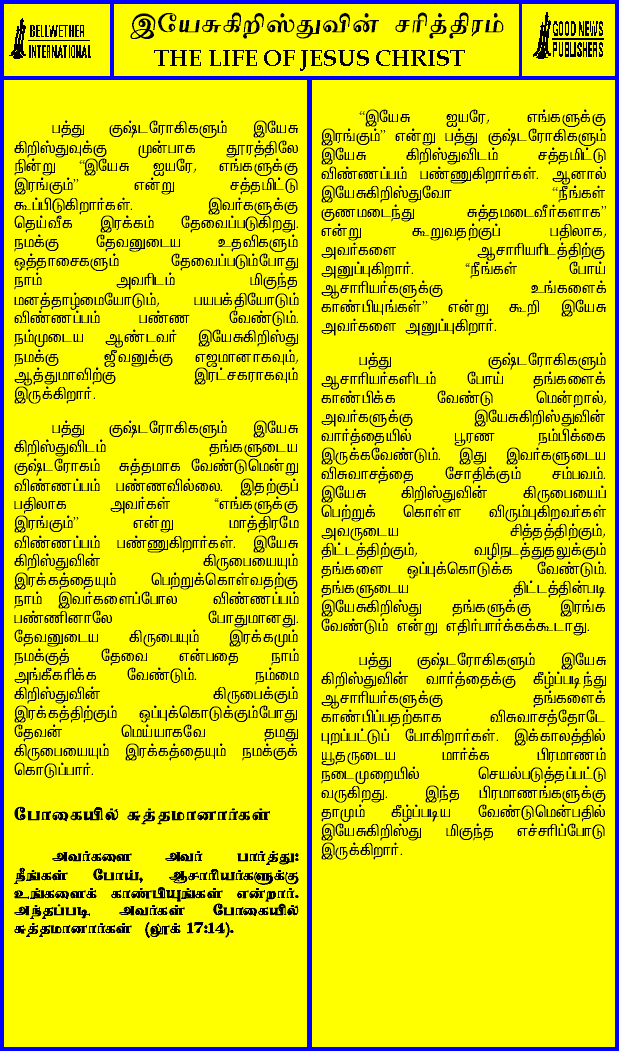 BELLWETHER
INTERNATIONAL
இயேசுகிறிஸ்துவின் சரித்திரம்
THE LIFE OF JESUS CHRIST
GOOD NEWS
PUBLISHERS
பத்து குஷ்டரோகிகளும் இயேசு
கிறிஸ்துவுக்கு முன்பாக தூரத்திலே
நின்று “இயேசு ஐயரே, எங்களுக்கு
இரங்கும்” என்று சத்தமிட்டு
கூப்பிடுகிறார்கள். இவர்களுக்கு
தெய்வீக இரக்கம் தேவைப்படுகிறது.
நமக்கு தேவனுடைய உதவிகளும்
ஒத்தாசைகளும் தேவைப்படும்போது
நாம் அவரிடம் மிகுந்த
மனத்தாழ்மையோடும், பயபக்தியோடும்
விண்ணப்பம் பண்ண வேண்டும்.
நம்முடைய ஆண்டவர் இயேசுகிறிஸ்து
நமக்கு ஜீவனுக்கு எஜமானாகவும்,
ஆத்துமாவிற்கு இரட்சகராகவும்
இருக்கிறார்.
பத்து குஷ்டரோகிகளும் இயேசு
கிறிஸ்துவிடம் தங்களுடைய
குஷ்டரோகம் சுத்தமாக வேண்டுமென்று
விண்ணப்பம் பண்ணவில்லை. இதற்குப்
பதிலாக அவர்கள் “எங்களுக்கு
இரங்கும்” என்று மாத்திரமே
விண்ணப்பம் பண்ணுகிறார்கள். இயேசு
கிறிஸ்துவின் கிருபையையும்
இரக்கத்தையும் பெற்றுக்கொள்வதற்கு
நாம் இவர்களைப்போல விண்ணப்பம்
பண்ணினாலே போதுமானது.
தேவனுடைய கிருபையும் இரக்கமும்
நமக்குத் தேவை என்பதை நாம்
அங்கீகரிக்க வேண்டும். நம்மை
கிறிஸ்துவின் கிருபைக்கும்
இரக்கத்திற்கும் ஒப்புக்கொடுக்கும்போது
தேவன் மெய்யாகவே தமது
கிருபையையும் இரக்கத்தையும் நமக்குக்
கொடுப்பார்.
போகையில் சுத்தமானார்கள்
அவர்களை அவர் பார்த்து:
நீங்கள் போய், ஆசாரியர்களுக்கு
உங்களைக் காண்பியுங்கள் என்றார்.
அந்தப்படி அவர்கள் போகையில்
சுத்தமானார்கள் (லூக் 17:14).
“இயேசு ஐயரே, எங்களுக்கு
இரங்கும்” என்று பத்து குஷ்டரோகிகளும்
இயேசு கிறிஸ்துவிடம் சத்தமிட்டு
விண்ணப்பம் பண்ணுகிறார்கள். ஆனால்
இயேசுகிறிஸ்துவோ “நீங்கள்
குணமடைந்து சுத்தமடைவீர்களாக”
என்று கூறுவதற்குப் பதிலாக,
அவர்களை ஆசாரியரிடத்திற்கு
அனுப்புகிறார். “நீங்கள் போய்
ஆசாரியர்களுக்கு உங்களைக்
காண்பியுங்கள்” என்று கூறி இயேசு
அவர்களை அனுப்புகிறார்.
பத்து குஷ்டரோகிகளும்
ஆசாரியர்களிடம் போய் தங்களைக்
காண்பிக்க வேண்டு மென்றால்,
அவர்களுக்கு இயேசுகிறிஸ்துவின்
வார்த்தையில் பூரண நம்பிக்கை
இருக்கவேண்டும். இது இவர்களுடைய
விசுவாசத்தை சோதிக்கும் சம்பவம்.
இயேசு கிறிஸ்துவின் கிருபையைப்
பெற்றுக் கொள்ள விரும்புகிறவர்கள்
அவருடைய சித்தத்திற்கும்,
திட்டத்திற்கும், வழிநடத்துதலுக்கும்
தங்களை ஒப்புக்கொடுக்க வேண்டும்.
தங்களுடைய திட்டத்தின்படி
இயேசுகிறிஸ்து தங்களுக்கு இரங்க
வேண்டும் என்று எதிர்பார்க்கக்கூடாது.
பத்து குஷ்டரோகிகளும் இயேசு
கிறிஸ்துவின் வார்த்தைக்கு கீழ்ப்படிந்து
ஆசாரியர்களுக்கு தங்களைக்
காண்பிப்பதற்காக விசுவாசத்தோடே
புறப்பட்டுப் போகிறார்கள். இக்காலத்தில்
யூதருடைய மார்க்க பிரமாணம்
நடைமுறையில் செயல்படுத்தப்பட்டு
வருகிறது. இந்த பிரமாணங்களுக்கு
தாமும் கீழ்ப்படிய வேண்டுமென்பதில்
இயேசுகிறிஸ்து மிகுந்த எச்சரிப்போடு
இருக்கிறார்.